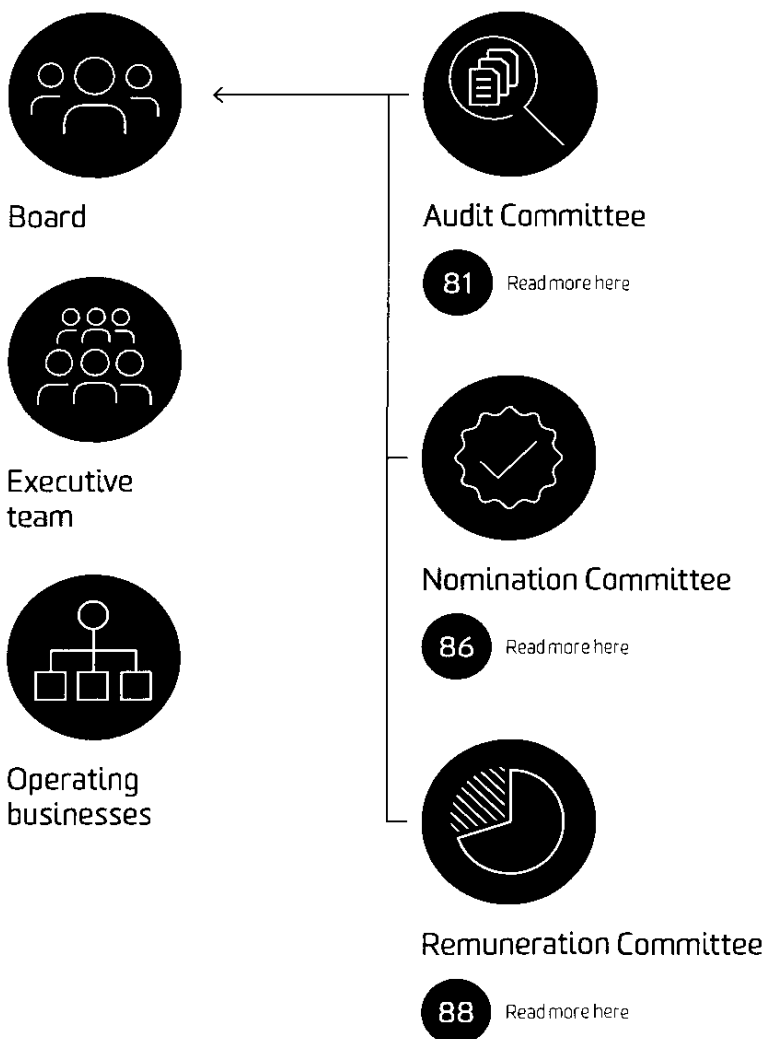 Board
Executive
team
Operating
businesses
Audit Committee
81 Read more here
Nomination Committee
86 Read more here
Remuneration Committee
88 Read more here